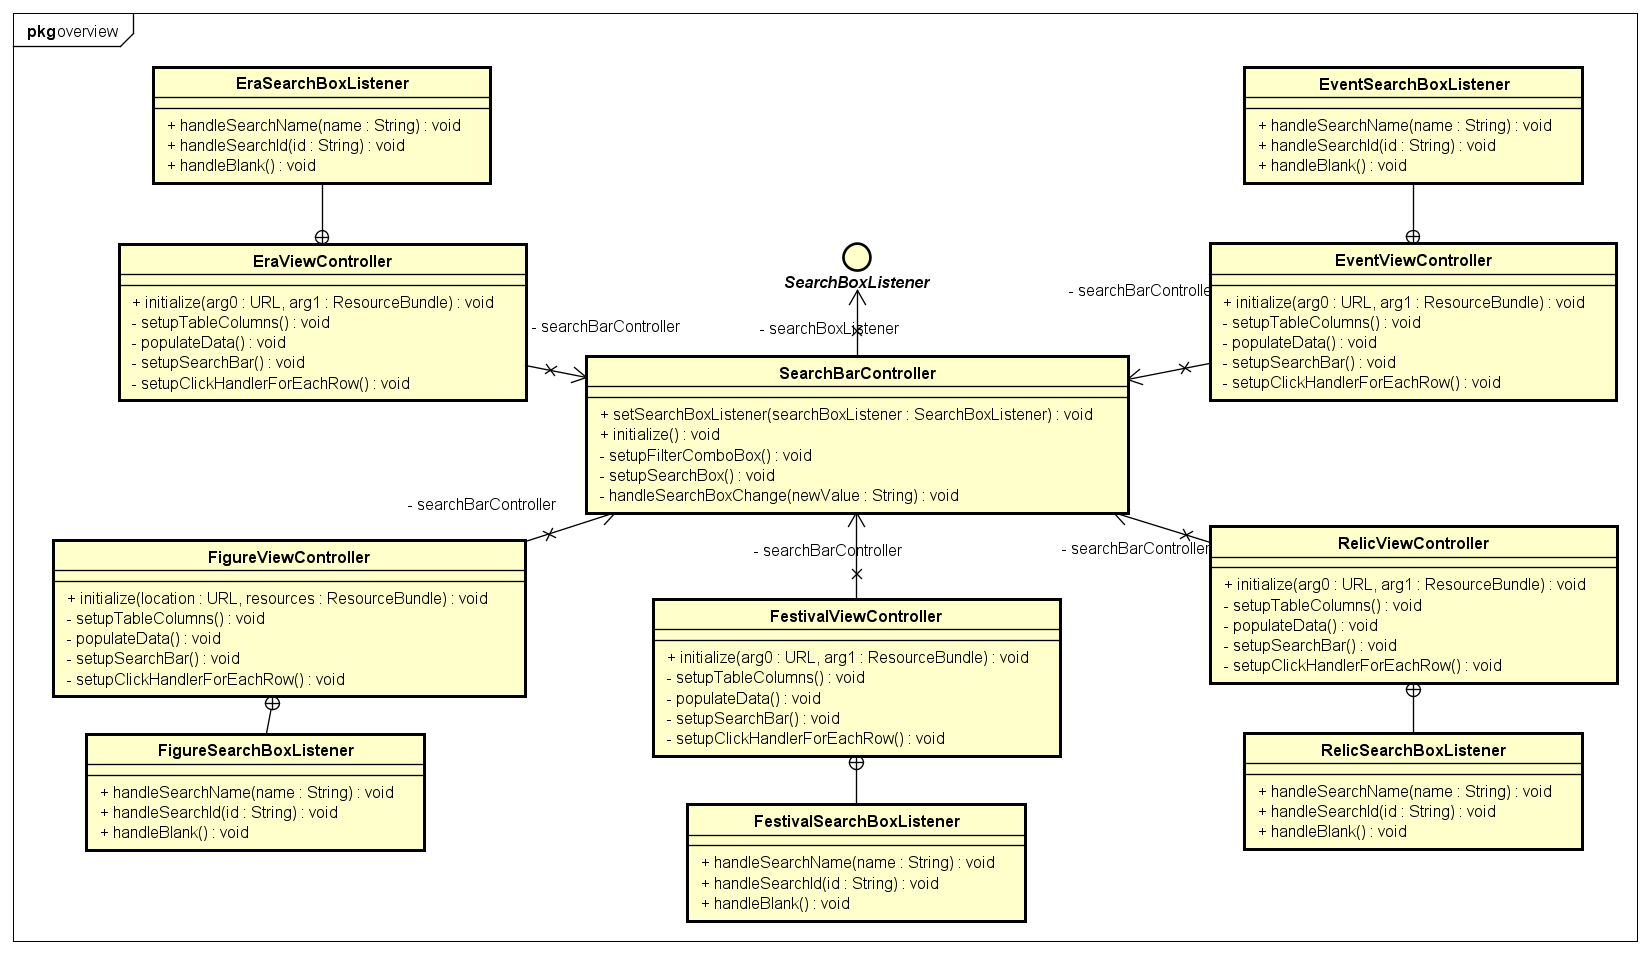 pkg overview
EraSearchBoxListener
+ handleSearchName(name : String) : void
+ handleSearchId(id : String) : void
+ handleBlank() : void
EventSearchBoxListener
+ handleSearchName(name : String) : void
+ handleSearchId(id : String) : void
+ handleBlank() : void
EraViewController
+ initialize(arg0 : URL, arg1 : ResourceBundle) : void
- setupTableColumns() : void
- populateData() : void
- setupSearchBar() : void
- setupClickHandlerForEachRow() : void
- searchBarController
SearchBoxListener
- searchBoxListener
- searchBarControlle
EventViewController
+ initialize(arg0 : URL, arg1 : ResourceBundle) : void
- setupTableColumns() : void
- populateData() : void
- setupSearchBar() : void
- setupClickHandlerForEachRow() : void
SearchBarController
+ setSearchBoxListener(searchBoxListener : SearchBoxListener) : void
+ initialize() : void
- setupFilterComboBox() : void
- setupSearchBox() : void
- handleSearchBoxChange(newValue : String) : void
- searchBarController
- searchBarController
- searchBarController
FigureViewController
+ initialize(location : URL, resources : ResourceBundle) : void
- setupTableColumns() : void
- populateData() : void
- setupSearchBar() : void
- setupClickHandlerForEachRow() : void
FestivalViewController
+ initialize(arg0 : URL, arg1 : ResourceBundle) : void
- setupTableColumns() : void
- populateData() : void
- setupSearchBar() : void
- setupClickHandlerForEachRow() : void
RelicViewController
+ initialize(arg0 : URL, arg1 : ResourceBundle) : void
- setupTableColumns() : void
- populateData() : void
- setupSearchBar() : void
- setupClickHandlerForEachRow() : void
FigureSearchBoxListener
+ handleSearchName(name : String) : void
+ handleSearchId(id : String) : void
+ handleBlank() : void
FestivalSearchBoxListener
+ handleSearchName(name : String) : void
+ handleSearchId(id : String) : void
+ handleBlank() : void
RelicSearchBoxListener
+ handleSearchName(name : String) : void
+ handleSearchId(id : String) : void
+ handleBlank() : void